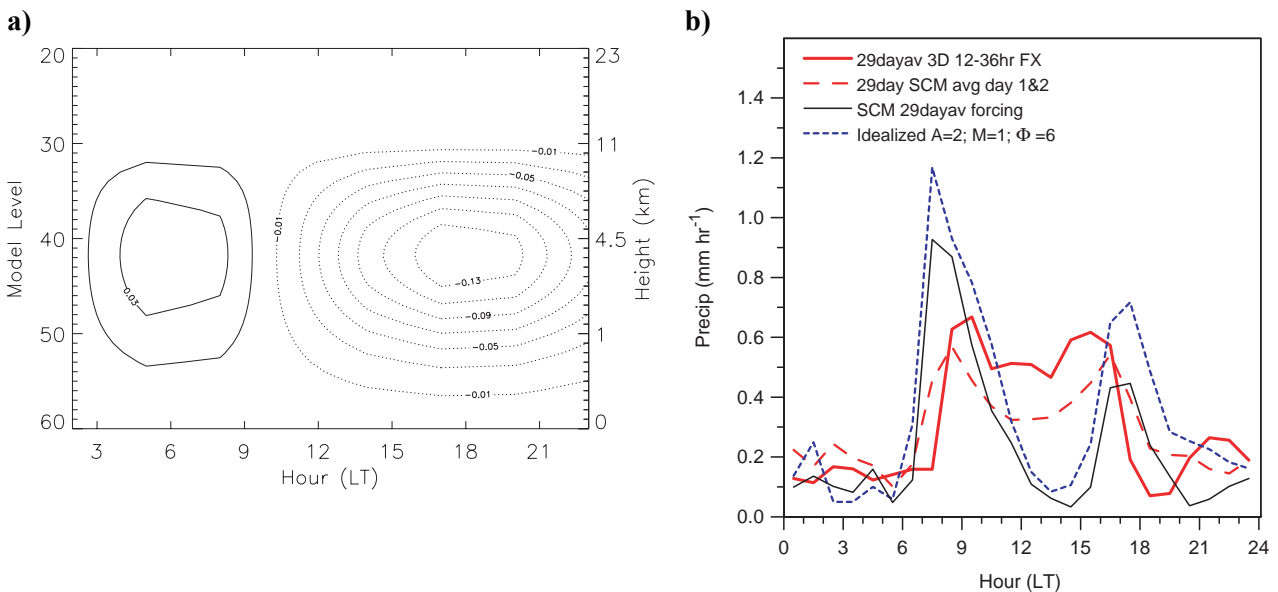 a)
20
30
40
50
60
Model Level
23
11
4.5
1
0
Height (km)
0.03
-0.01
-0.01
-0.05
-0.13
-0.09
-0.05
-0.01
3 6 9 12 15 18 21
Hour (LT)
b)
29dayav 3D 12-36hr FX
29day SCM avg day 1&2
SCM 29dayav forcing
Idealized A=2; M=1; Φ =6
1.4
1.2
1.0
0.8
0.6
0.4
0.2
0.0
Precip (mm hr-1)
0 3 6 9 12 15 18 21 24
Hour (LT)